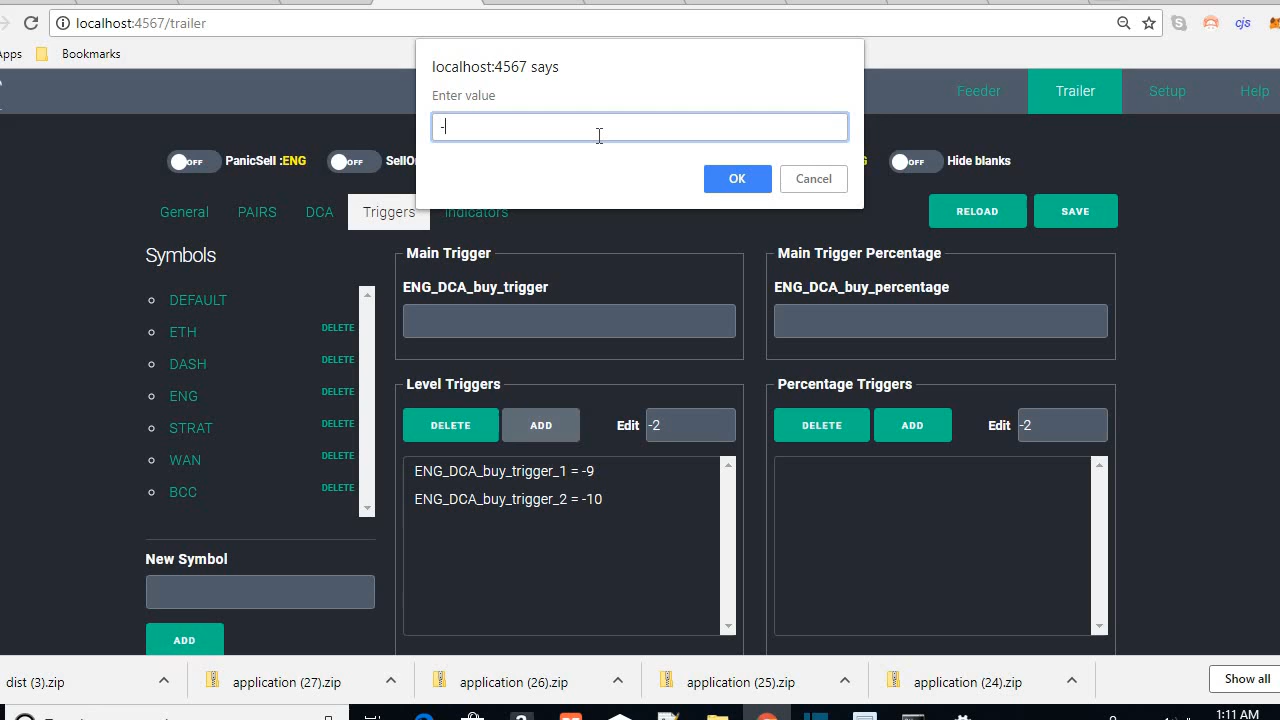 localhost:4567/trailer
cjs
Apps
Bookmarks
localhost:4567 says
Enter value
-
OK
Cancel
Feeder
Trailer
Setup
Help
OFF
PanicSell :ENG
OFF
OFF
Hide blanks
General
PAIRS
DCA
Triggers
Indicators
RELOAD
SAVE
Symbols
DEFAULT
ETH
DELETE
DASH
DELETE
ENG
DELETE
STRAT
DELETE
WAN
DELETE
BCC
DELETE
New Symbol
ADD
Main Trigger
ENG_DCA_buy_trigger
Main Trigger Percentage
ENG_DCA_buy_percentage
Level Triggers
DELETE
ADD
Edit
-2
ENG_DCA_buy_trigger_1 = -9
ENG_DCA_buy_trigger_2 = -10
Percentage Triggers
DELETE
ADD
Edit
-2
dist (3).zip
application (27).zip
application (26).zip
application (25).zip
application (24).zip
Show all
1:11 AM